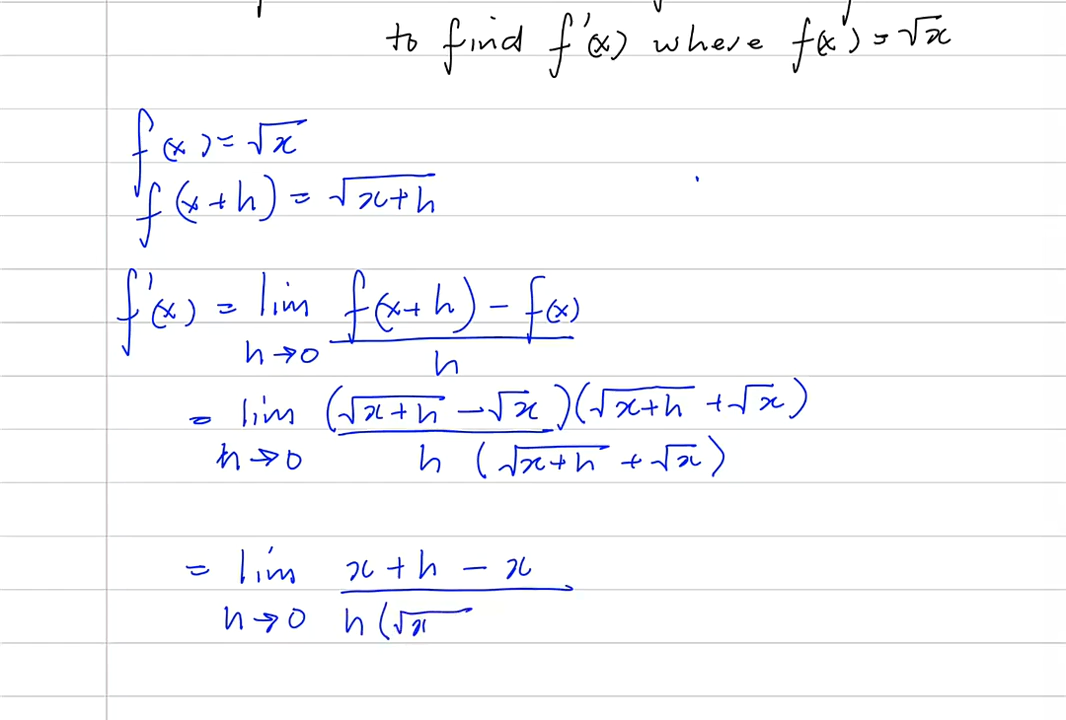 to find f'(x) where f(x) = √x
f(x) = √x
f(x+h) = √x+h
f'(x) = lim f(x+h) - f(x)
h→0 h
= lim (√x+h - √x)(√x+h + √x)
h→0 h (√x+h + √x)
= lim x + h - x
h→0 h(√x